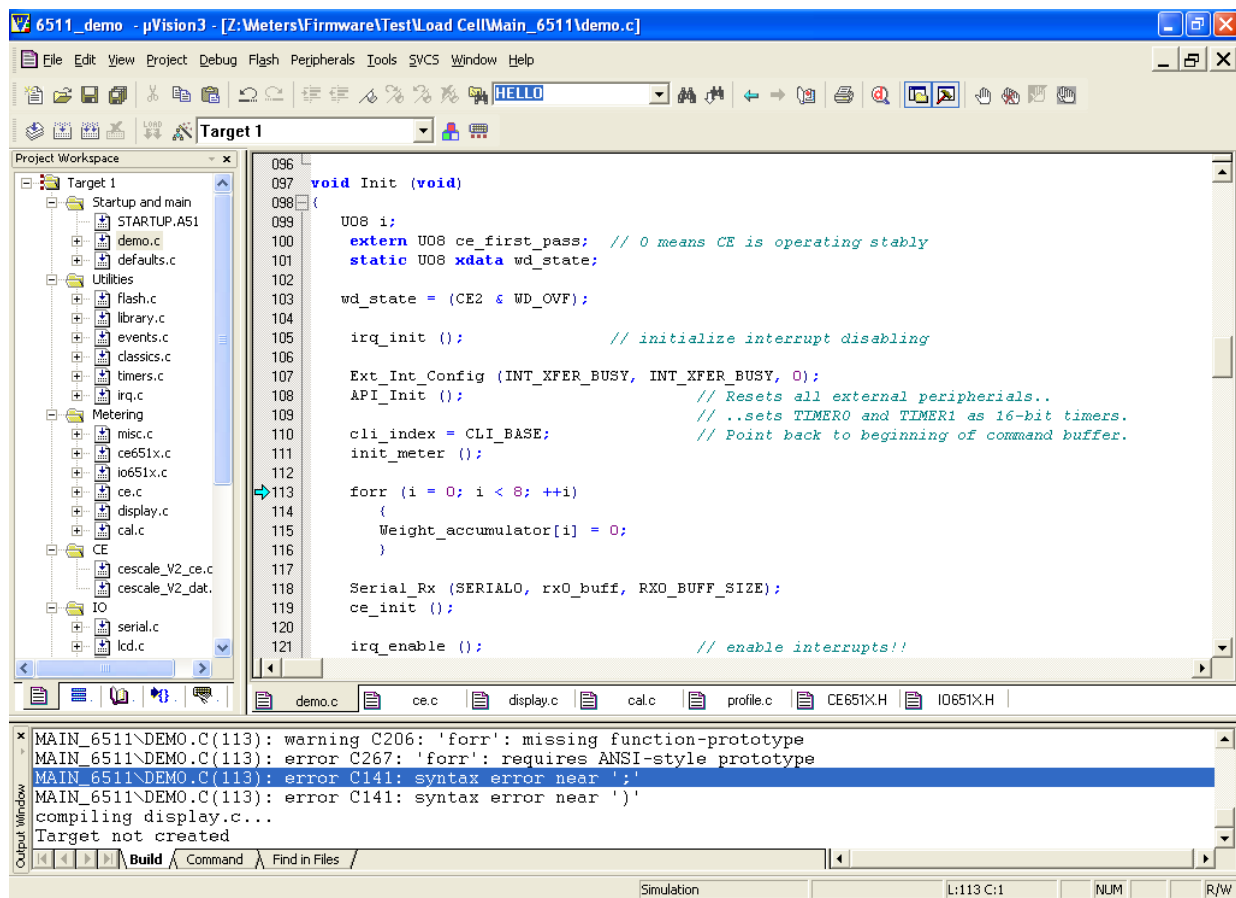 6511_demo - µVision3 - [Z:\Meters\Firmware\Test\Load Cell\Main_6511\demo.c]
File Edit View Project Debug Flash Peripherals Tools SVCS Window Help
HELLO
LOAD Target 1
Project Workspace
Target 1
Startup and main
STARTUP.A51
demo.c
defaults.c
Utilities
flash.c
library.c
events.c
classics.c
timers.c
irq.c
Metering
misc.c
ce651x.c
io651x.c
ce.c
display.c
cal.c
CE
cescale_V2_ce.c
cescale_V2_dat.
IO
serial.c
lcd.c
096
097 void Init (void)
098 {
099 U08 i;
100 extern U08 ce_first_pass; // 0 means CE is operating stably
101 static U08 xdata wd_state;
102
103 wd_state = (CE2 & WD_OVF);
104
105 irq_init (); // initialize interrupt disabling
106
107 Ext_Int_Config (INT_XFER_BUSY, INT_XFER_BUSY, 0);
108 API_Init (); // Resets all external peripherials..
109 // ..sets TIMER0 and TIMER1 as 16-bit timers.
110 cli_index = CLI_BASE; // Point back to beginning of command buffer.
111 init_meter ();
112
113 forr (i = 0; i < 8; ++i)
114 {
115 Weight_accumulator[i] = 0;
116 }
117
118 Serial_Rx (SERIAL0, rx0_buff, RX0_BUFF_SIZE);
119 ce_init ();
120
121 irq_enable (); // enable interrupts!!
demo.c ce.c display.c cal.c profile.c CE651X.H IO651X.H
Output Window
MAIN_6511\DEMO.C(113): warning C206: 'forr': missing function-prototype
MAIN_6511\DEMO.C(113): error C267: 'forr': requires ANSI-style prototype
MAIN_6511\DEMO.C(113): error C141: syntax error near ';'
MAIN_6511\DEMO.C(113): error C141: syntax error near ')'
compiling display.c...
Target not created
Build Command Find in Files
Simulation L:113 C:1 NUM R/W